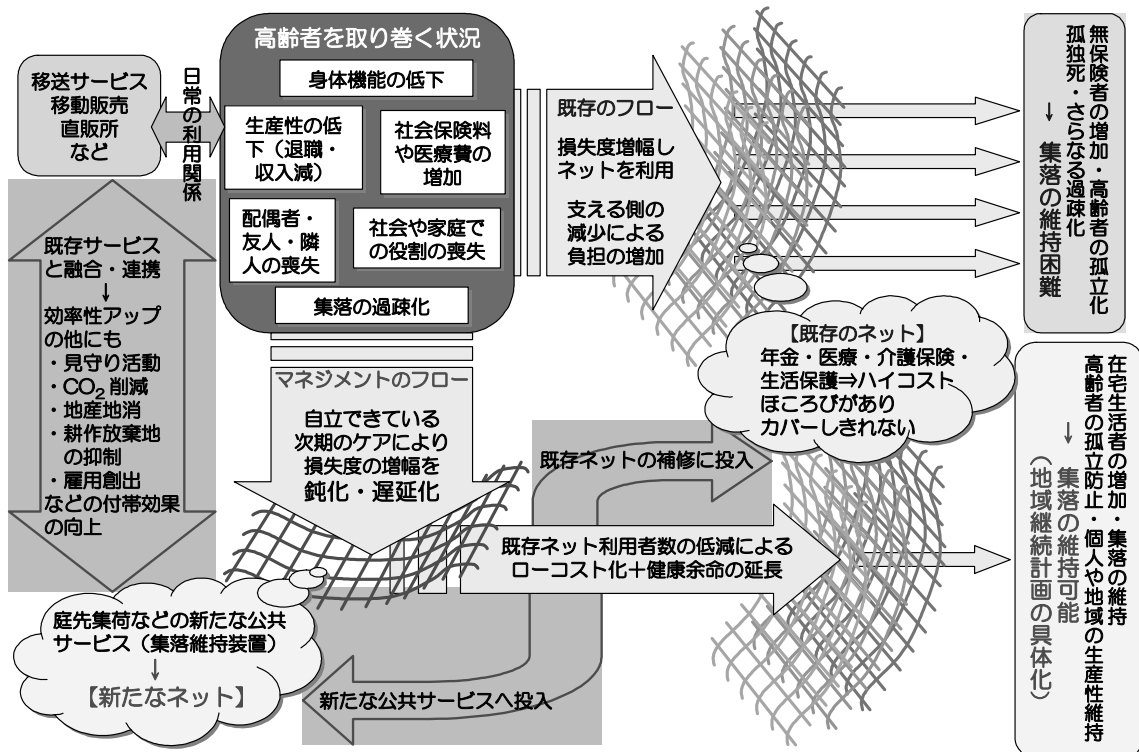 高齢者を取り巻く状況
身体機能の低下
生産性の低
下（退職・
収入減）
社会保険料
や医療費の
増加
配偶者・
友人・隣
人の喪失
社会や家庭で
の役割の喪失
集落の過疎化
移送サービス
移動販売
直販所
など
日常の利用関係
既存サービス
と融合・連携
↓
効率性アップ
の他にも
・見守り活動
・CO₂削減
・地産地消
・耕作放棄地
の抑制
・雇用創出
などの付帯効果
の向上
既存のフロー
損失度増幅し
ネットを利用
支える側の
減少による
負担の増加
無保険者の増加・高齢者の孤立化
孤独死・さらなる過疎化
→ 集落の維持困難
【既存のネット】
年金・医療・介護保険・
生活保護⇒ハイコスト
ほころびがあり
カバーしきれない
マネジメントのフロー
自立できている
次期のケアにより
損失度の増幅を
鈍化・遅延化
既存ネットの補修に投入
既存ネット利用者数の低減による
ローコスト化＋健康余命の延長
新たな公共サービスへ投入
庭先集荷などの新たな公共
サービス（集落維持装置）
↓
【新たなネット】
在宅生活者の増加・集落の維持
高齢者の孤立防止・個人や地域の生産性維持
→ 集落の維持可能
（地域継続計画の具体化）